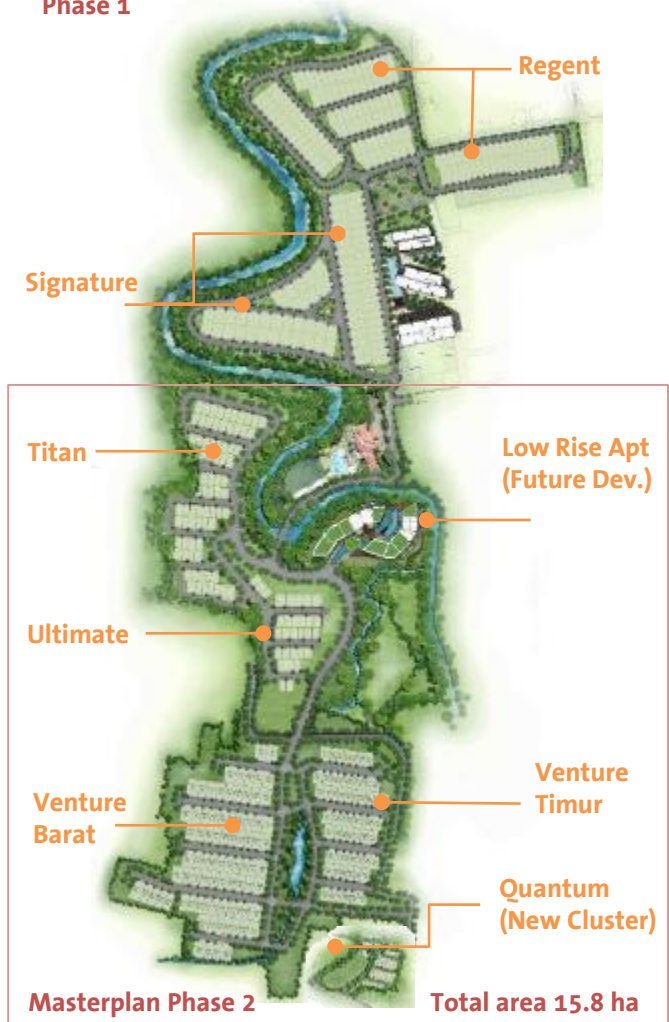 Phase 1
Regent
Signature
Titan
Low Rise Apt
(Future Dev.)
Ultimate
Venture
Timur
Venture
Barat
Quantum
(New Cluster)
Masterplan Phase 2
Total area 15.8 ha